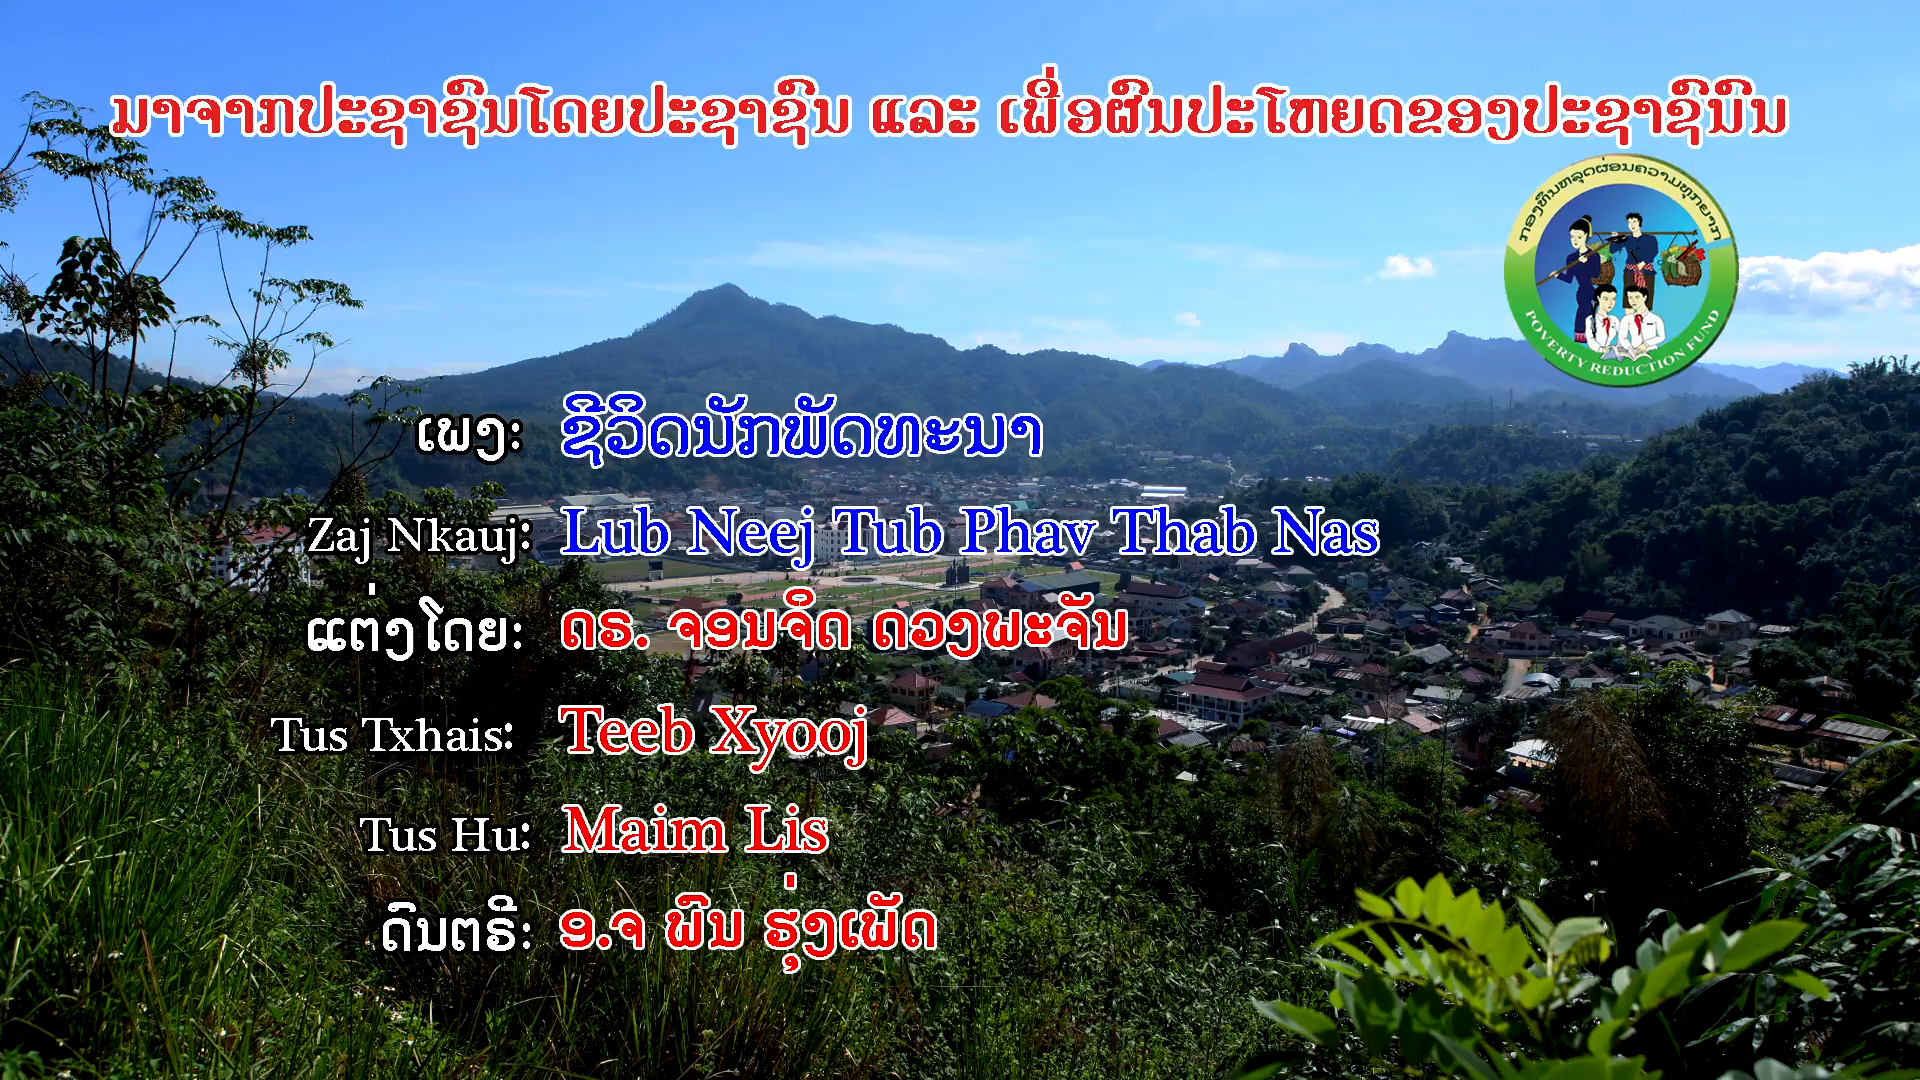 ມາຈາກປະຊາຊົນໂດຍປະຊາຊົນ ແລະ ເພື່ອຜົນປະໂຫຍດຂອງປະຊາຊົນົນ
ກອງທຶນຫລຸດຜ່ອນຄວາມທຸກຍາກ
POVERTY REDUCTION FUND
ເພງ: ຊີວິດນັກພັດທະນາ
Zaj Nkauj: Lub Neej Tub Phav Thab Nas
ແຕ່ງໂດຍ: ດຣ. ຈອນຈິດ ດວງພະຈັນ
Tus Txhais: Teeb Xyooj
Tus Hu: Maim Lis
ດົນຕຣີ: ອ.ຈ ພົນ ຮຸ່ງເພັດ